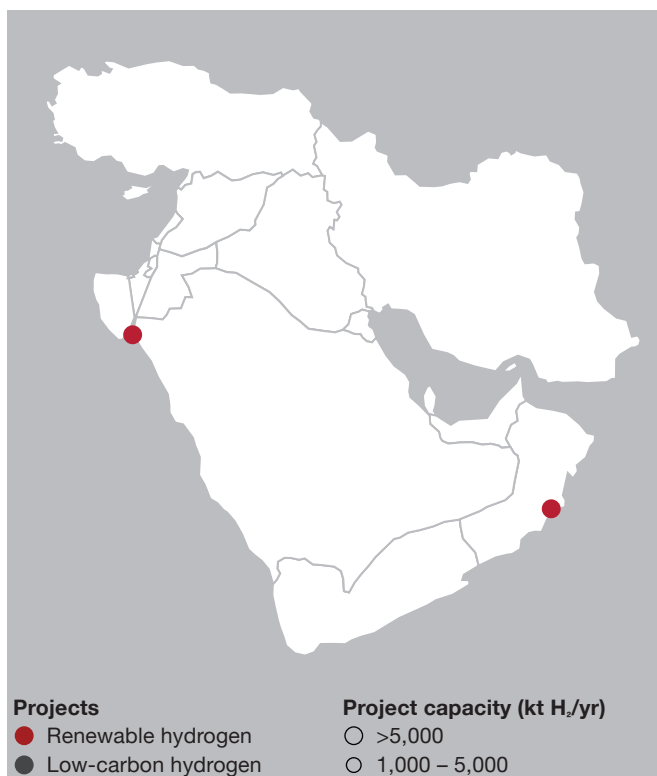 Projects
Renewable hydrogen
Low-carbon hydrogen
Project capacity (kt H₂/yr)
>5,000
1,000 – 5,000